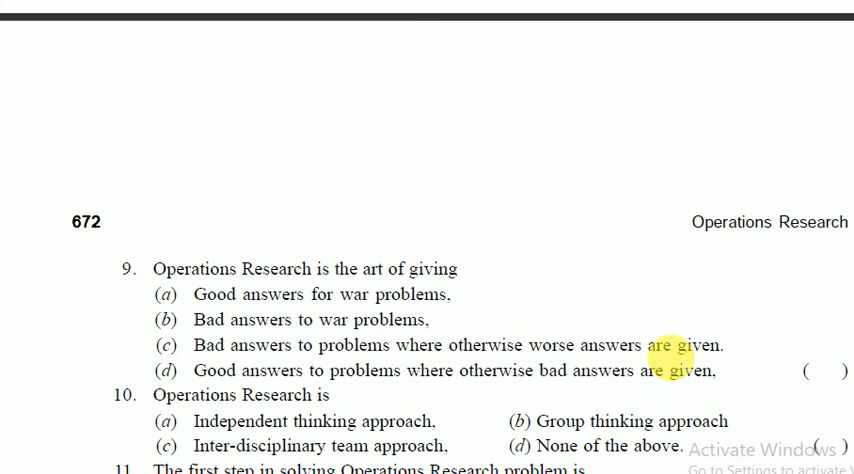 672 Operations Research
9. Operations Research is the art of giving
(a) Good answers for war problems,
(b) Bad answers to war problems,
(c) Bad answers to problems where otherwise worse answers are given.
(d) Good answers to problems where otherwise bad answers are given, ( )
10. Operations Research is
(a) Independent thinking approach, (b) Group thinking approach
(c) Inter-disciplinary team approach, (d) None of the above. ( )
Activate Windows
11. The first step in solving Operations Research problem is
Go to Settings to activate